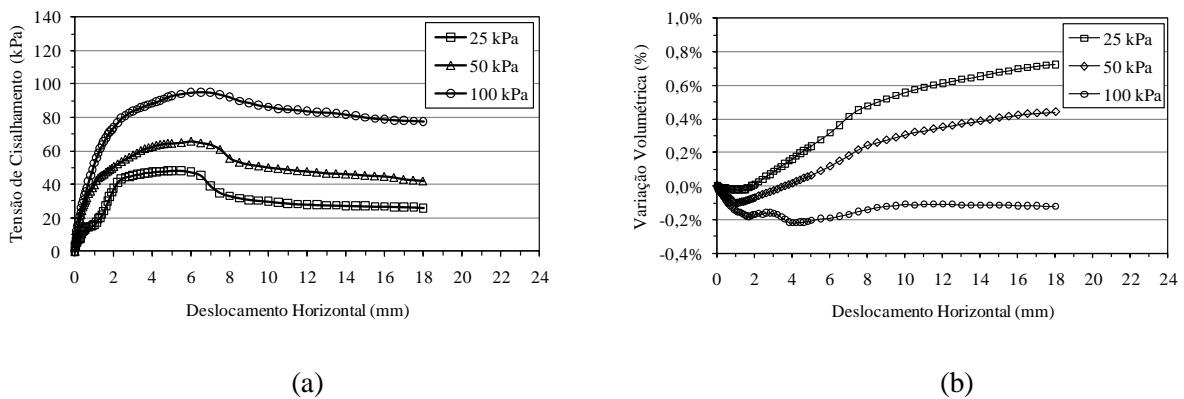 Tensão de Cisalhamento (kPa)
140
120
100
80
60
40
20
0
0 2 4 6 8 10 12 14 16 18 20 22 24
Deslocamento Horizontal (mm)
25 kPa
50 kPa
100 kPa
(a)
Variação Volumétrica (%)
1,0%
0,8%
0,6%
0,4%
0,2%
0,0%
-0,2%
-0,4%
0 2 4 6 8 10 12 14 16 18 20 22 24
Deslocamento Horizontal (mm)
25 kPa
50 kPa
100 kPa
(b)